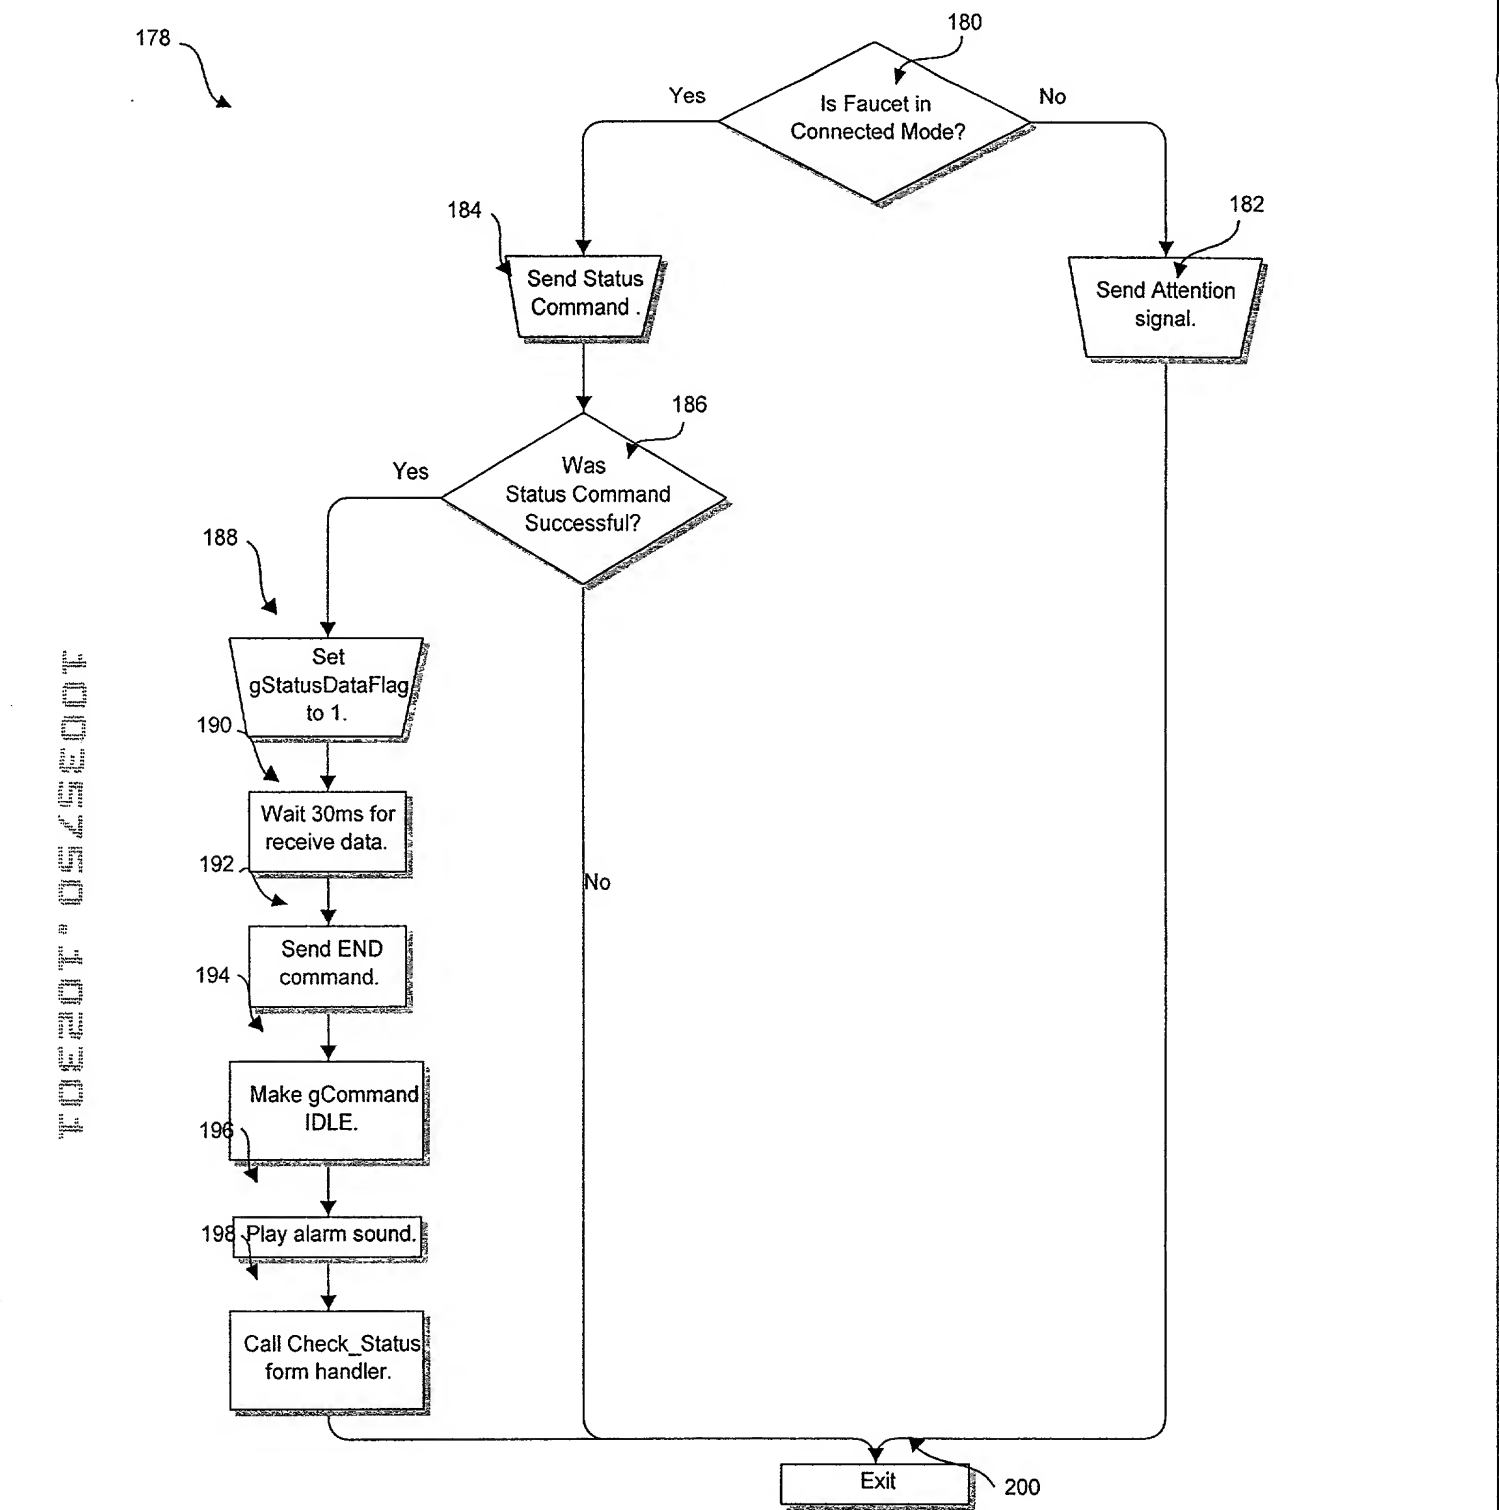 178
180
Yes
Is Faucet in
Connected Mode?
No
184
182
Send Status
Command .
Send Attention
signal.
186
Yes
Was
Status Command
Successful?
188
Set
gStatusDataFlag
to 1.
190
Wait 30ms for
receive data.
192
No
Send END
command.
194
Make gCommand
IDLE.
196
198
Play alarm sound.
Call Check_Status
form handler.
Exit
200